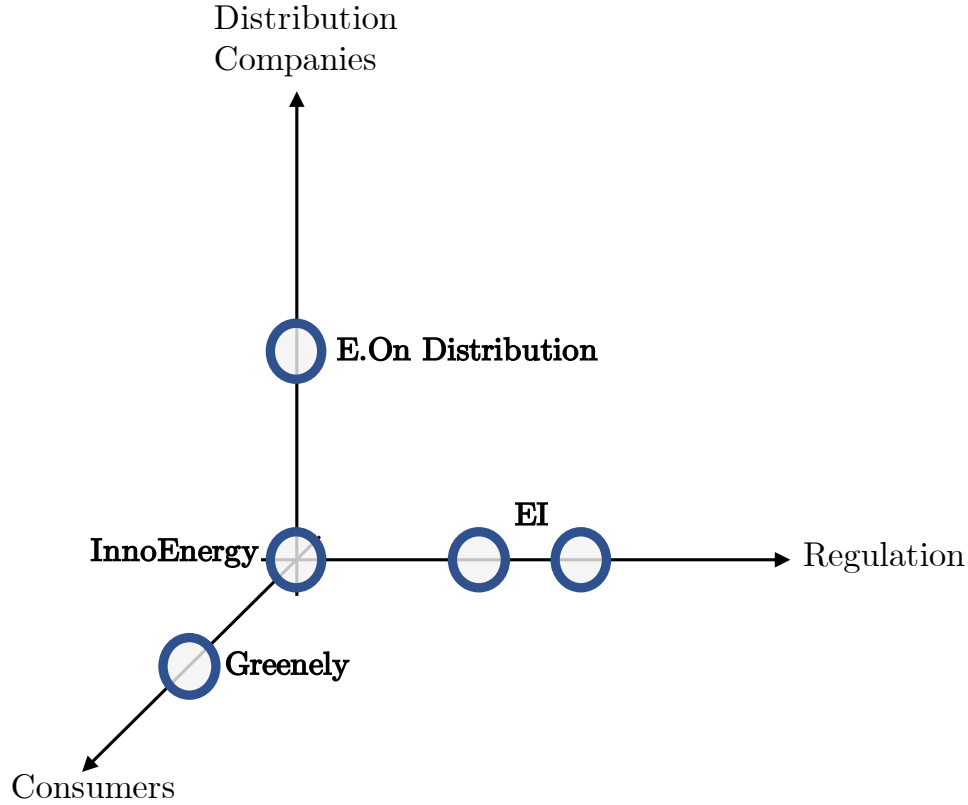 Distribution
Companies
E.On Distribution
EI
InnoEnergy
Regulation
Greenely
Consumers